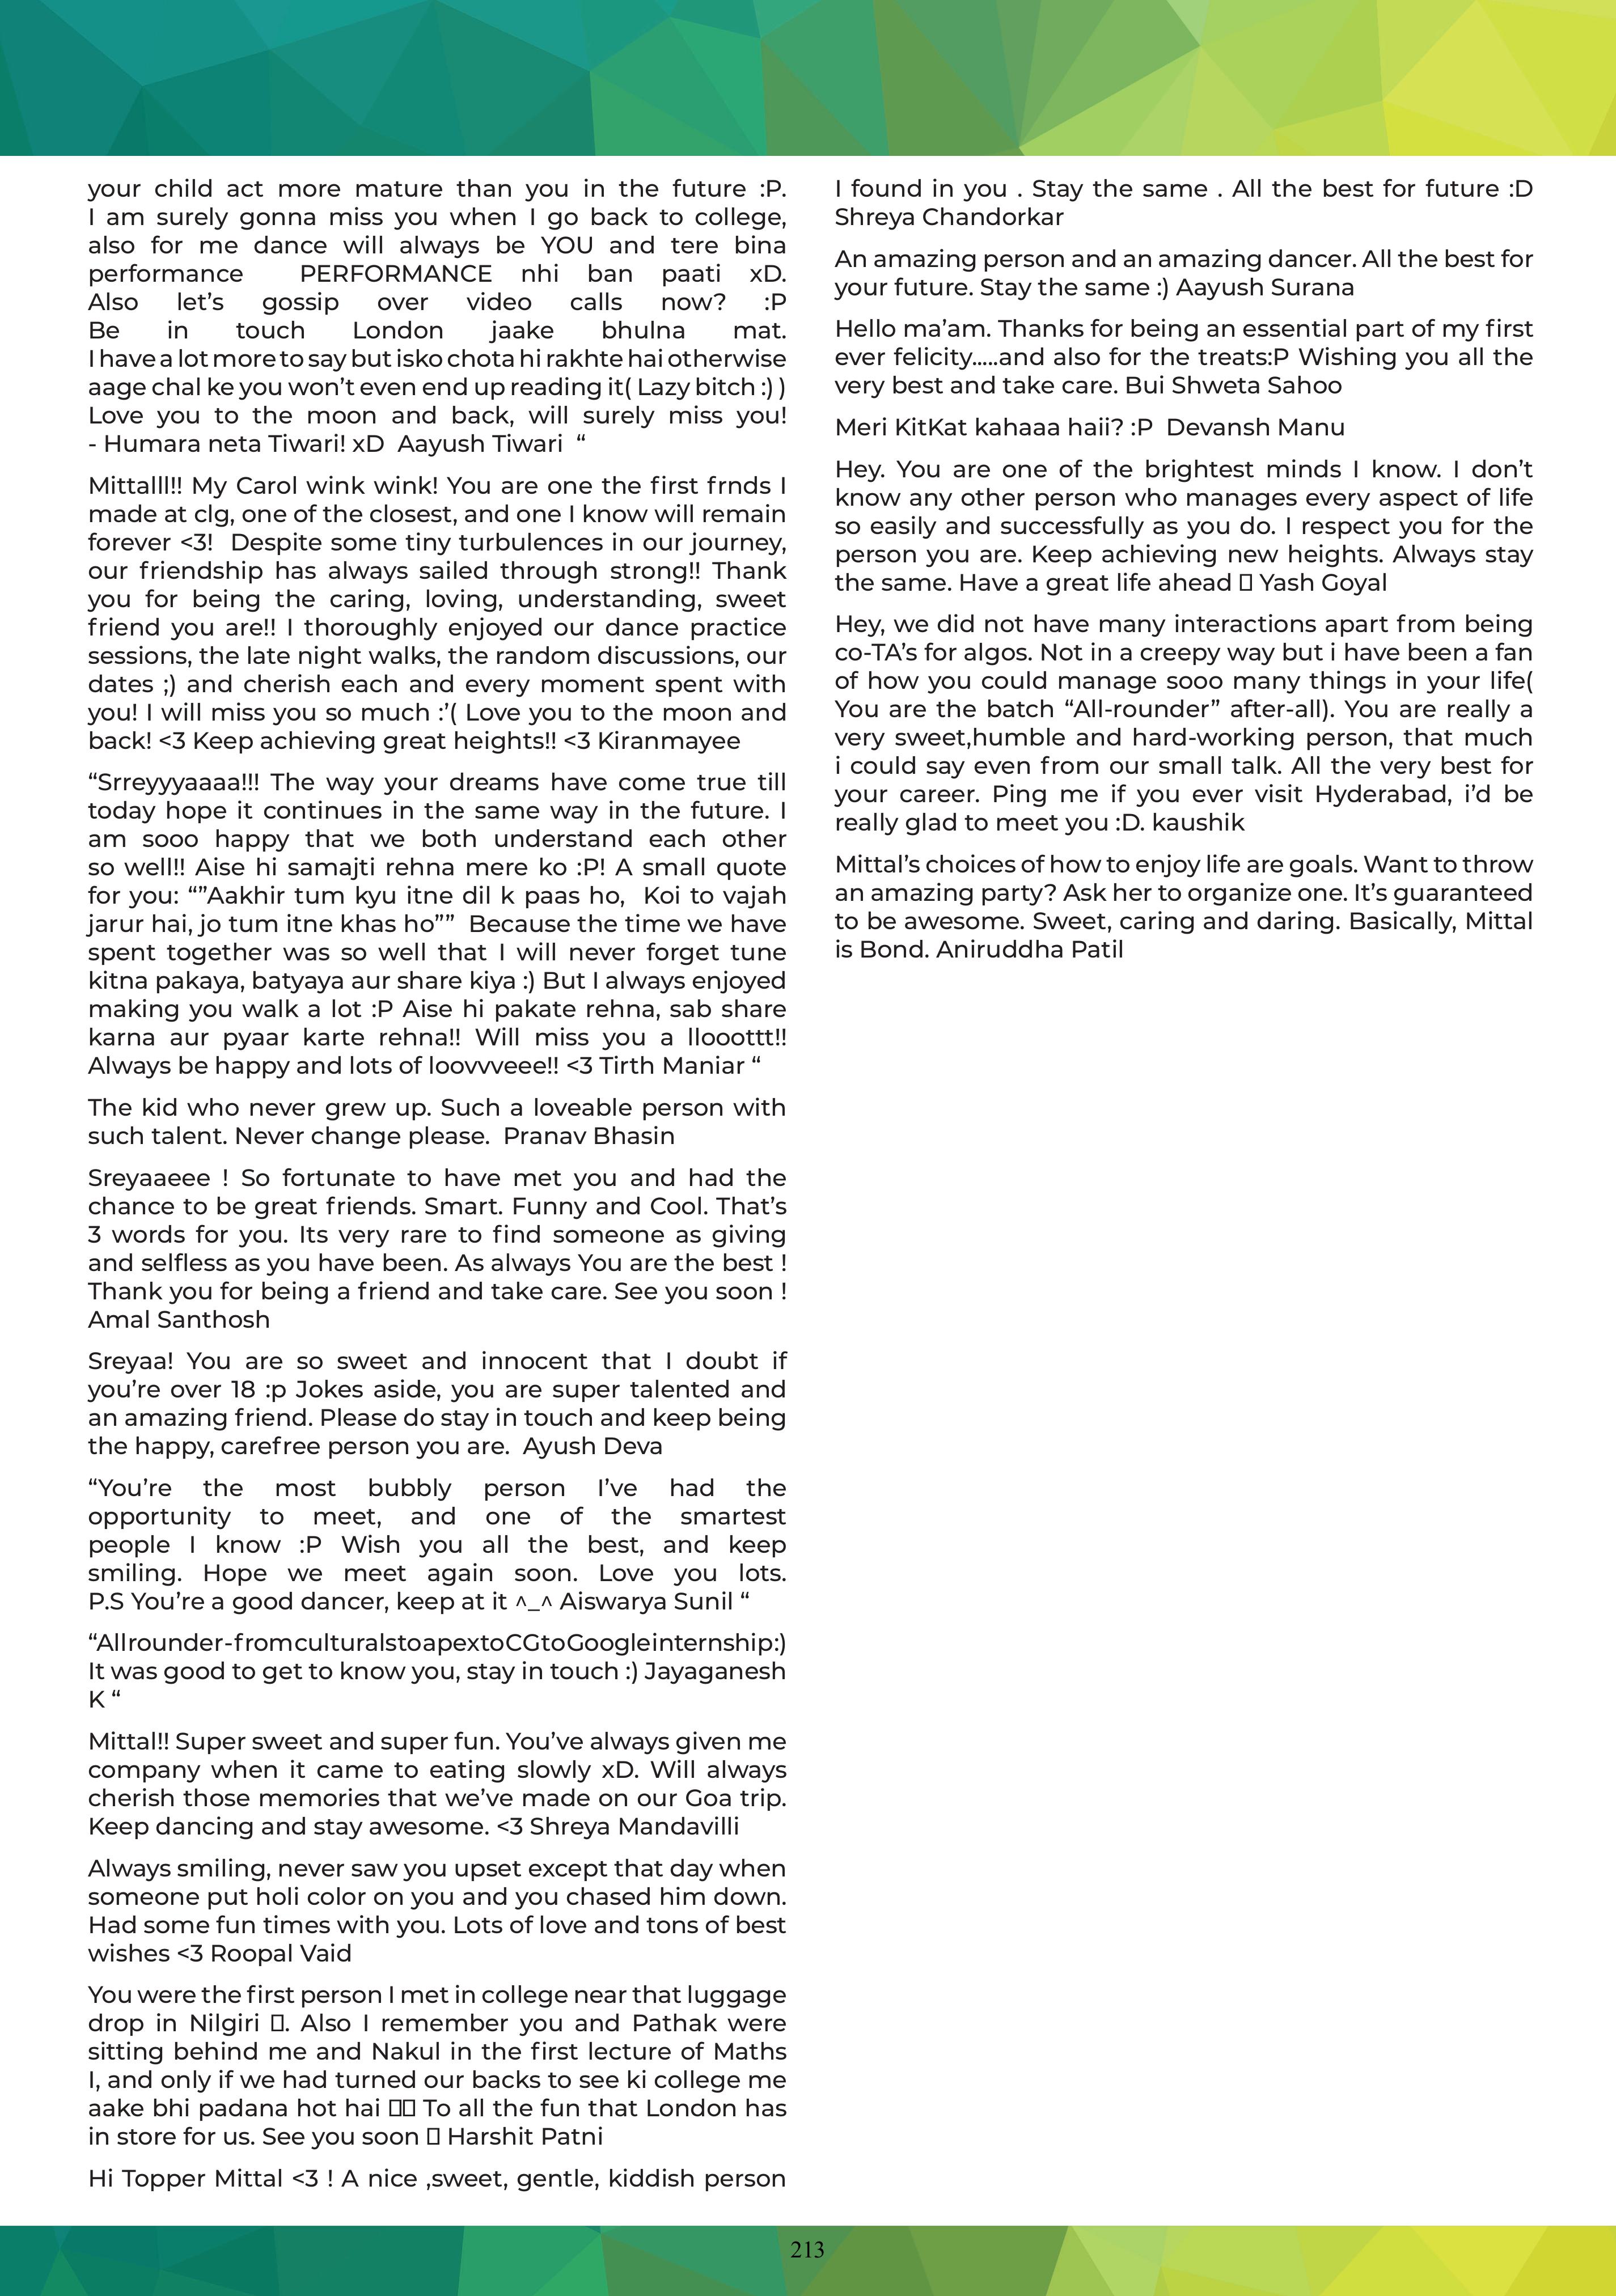 your child act more mature than you in the future :P.
I am surely gonna miss you when I go back to college,
also for me dance will always be YOU and tere bina
performance PERFORMANCE nhi ban paati xD.
Also let’s gossip over video calls now? :P
Be in touch London jaake bhulna mat.
I have a lot more to say but isko chota hi rakhte hai otherwise
aage chal ke you won’t even end up reading it( Lazy bitch :) )
Love you to the moon and back, will surely miss you!
- Humara neta Tiwari! xD Aayush Tiwari “
Mittalll!! My Carol wink wink! You are one the first frnds I
made at clg, one of the closest, and one I know will remain
forever <3! Despite some tiny turbulences in our journey,
our friendship has always sailed through strong!! Thank
you for being the caring, loving, understanding, sweet
friend you are!! I thoroughly enjoyed our dance practice
sessions, the late night walks, the random discussions, our
dates ;) and cherish each and every moment spent with
you! I will miss you so much :’( Love you to the moon and
back! <3 Keep achieving great heights!! <3 Kiranmayee
“Srreyyyaaaa!!! The way your dreams have come true till
today hope it continues in the same way in the future. I
am sooo happy that we both understand each other
so well!! Aise hi samajti rehna mere ko :P! A small quote
for you: “”Aakhir tum kyu itne dil k paas ho, Koi to vajah
jarur hai, jo tum itne khas ho”” Because the time we have
spent together was so well that I will never forget tune
kitna pakaya, batyaya aur share kiya :) But I always enjoyed
making you walk a lot :P Aise hi pakate rehna, sab share
karna aur pyaar karte rehna!! Will miss you a llooottt!!
Always be happy and lots of loovvveee!! <3 Tirth Maniar “
The kid who never grew up. Such a loveable person with
such talent. Never change please. Pranav Bhasin
Sreyaaeee ! So fortunate to have met you and had the
chance to be great friends. Smart. Funny and Cool. That’s
3 words for you. Its very rare to find someone as giving
and selfless as you have been. As always You are the best !
Thank you for being a friend and take care. See you soon !
Amal Santhosh
Sreyaa! You are so sweet and innocent that I doubt if
you’re over 18 :p Jokes aside, you are super talented and
an amazing friend. Please do stay in touch and keep being
the happy, carefree person you are. Ayush Deva
“You’re the most bubbly person I’ve had the
opportunity to meet, and one of the smartest
people I know :P Wish you all the best, and keep
smiling. Hope we meet again soon. Love you lots.
P.S You’re a good dancer, keep at it ^_^ Aiswarya Sunil “
“Allrounder-from culturals to apex to CG to Google internship :)
It was good to get to know you, stay in touch :) Jayaganesh
K “
Mittal!! Super sweet and super fun. You’ve always given me
company when it came to eating slowly xD. Will always
cherish those memories that we’ve made on our Goa trip.
Keep dancing and stay awesome. <3 Shreya Mandavilli
Always smiling, never saw you upset except that day when
someone put holi color on you and you chased him down.
Had some fun times with you. Lots of love and tons of best
wishes <3 Roopal Vaid
You were the first person I met in college near that luggage
drop in Nilgiri □. Also I remember you and Pathak were
sitting behind me and Nakul in the first lecture of Maths
I, and only if we had turned our backs to see ki college me
aake bhi padana hot hai □□ To all the fun that London has
in store for us. See you soon □ Harshit Patni
Hi Topper Mittal <3 ! A nice ,sweet, gentle, kiddish person
I found in you . Stay the same . All the best for future :D
Shreya Chandorkar
An amazing person and an amazing dancer. All the best for
your future. Stay the same :) Aayush Surana
Hello ma’am. Thanks for being an essential part of my first
ever felicity.....and also for the treats:P Wishing you all the
very best and take care. Bui Shweta Sahoo
Meri KitKat kahaaa haii? :P Devansh Manu
Hey. You are one of the brightest minds I know. I don’t
know any other person who manages every aspect of life
so easily and successfully as you do. I respect you for the
person you are. Keep achieving new heights. Always stay
the same. Have a great life ahead □ Yash Goyal
Hey, we did not have many interactions apart from being
co-TA’s for algos. Not in a creepy way but i have been a fan
of how you could manage sooo many things in your life(
You are the batch “All-rounder” after-all). You are really a
very sweet,humble and hard-working person, that much
i could say even from our small talk. All the very best for
your career. Ping me if you ever visit Hyderabad, i’d be
really glad to meet you :D. kaushik
Mittal’s choices of how to enjoy life are goals. Want to throw
an amazing party? Ask her to organize one. It’s guaranteed
to be awesome. Sweet, caring and daring. Basically, Mittal
is Bond. Aniruddha Patil
213